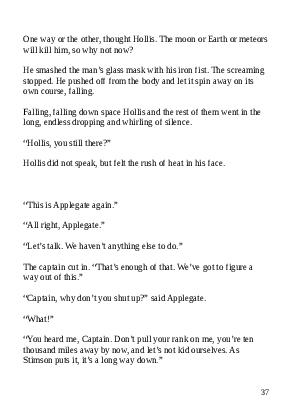 One way or the other, thought Hollis. The moon or Earth or meteors
will kill him, so why not now?
He smashed the man's glass mask with his iron fist. The screaming
stopped. He pushed off from the body and let it spin away on its
own course, falling.
Falling, falling down space Hollis and the rest of them went in the
long, endless dropping and whirling of silence.
“Hollis, you still there?”
Hollis did not speak, but felt the rush of heat in his face.
“This is Applegate again.”
“All right, Applegate.”
“Let's talk. We haven't anything else to do.”
The captain cut in. “That's enough of that. We've got to figure a
way out of this.”
“Captain, why don't you shut up?” said Applegate.
“What!”
“You heard me, Captain. Don't pull your rank on me, you're ten
thousand miles away by now, and let's not kid ourselves. As
Stimson puts it, it's a long way down.”
37